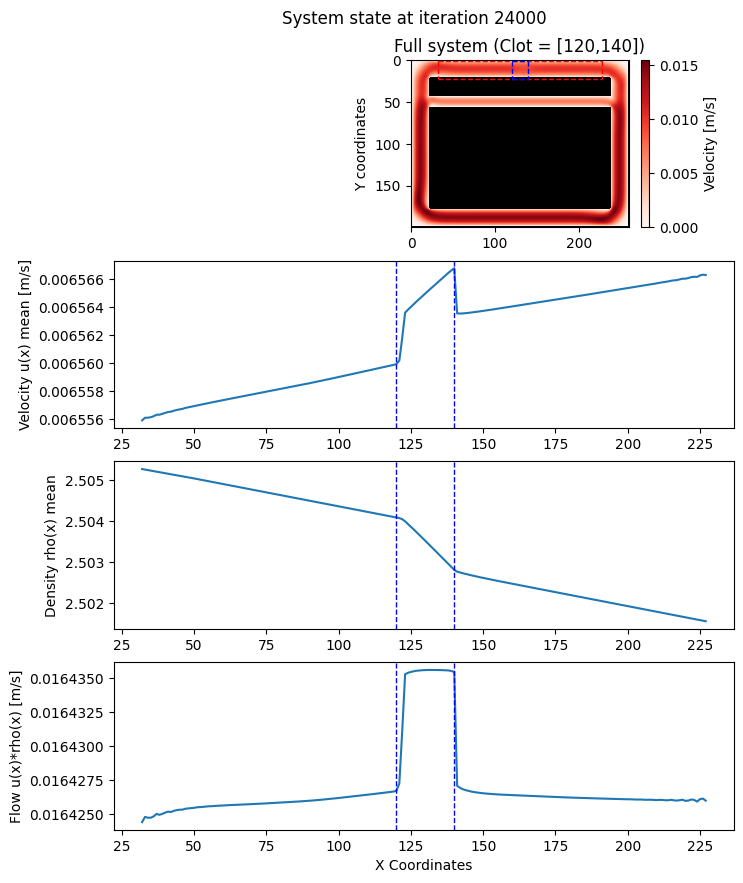 System state at iteration 24000
Full system (Clot = [120,140])
0
50
100
150
Y coordinates
0 100 200
0.015
0.010
0.005
0.000
Velocity [m/s]
0.006566
0.006564
0.006562
0.006560
0.006558
0.006556
Velocity u(x) mean [m/s]
25 50 75 100 125 150 175 200 225
2.505
2.504
2.503
2.502
Density rho(x) mean
25 50 75 100 125 150 175 200 225
0.0164350
0.0164325
0.0164300
0.0164275
0.0164250
Flow u(x)*rho(x) [m/s]
25 50 75 100 125 150 175 200 225
X Coordinates